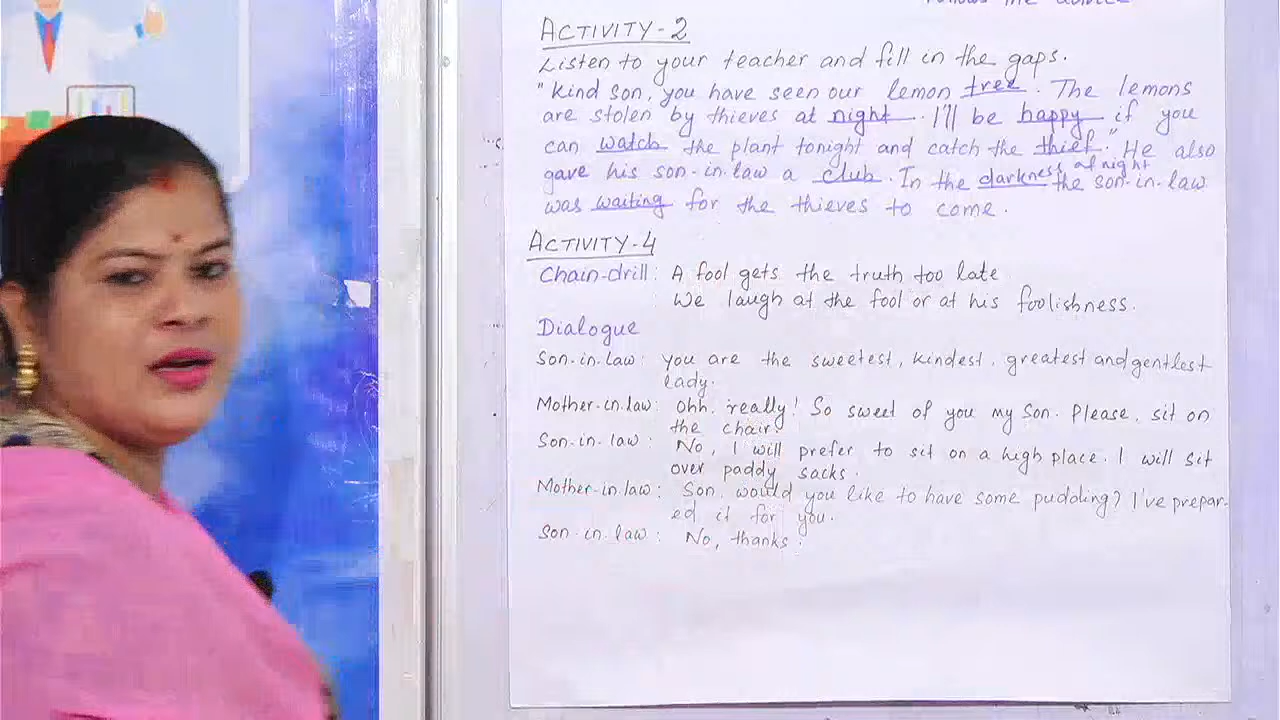 follows the advice
ACTIVITY-2
Listen to your teacher and fill in the gaps.
"Kind son, you have seen our lemon tree. The lemons
are stolen by thieves at night. I'll be happy if you
can watch the plant tonight and catch the thief." He also
gave his son-in-law a club. In the darkness at night the son-in-law
was waiting for the thieves to come.
ACTIVITY-4
Chain-drill: A fool gets the truth too late
We laugh at the fool or at his foolishness.
Dialogue
Son-in-law: You are the sweetest, kindest, greatest and gentlest
lady.
Mother-in-law: Ohh, really! So sweet of you my son. Please, sit on
the chair.
Son-in-law: No, I will prefer to sit on a high place. I will sit
over paddy sacks.
Mother-in-law: Son, would you like to have some pudding? I've prepar-
ed it for you.
Son-in-law: No, thanks.